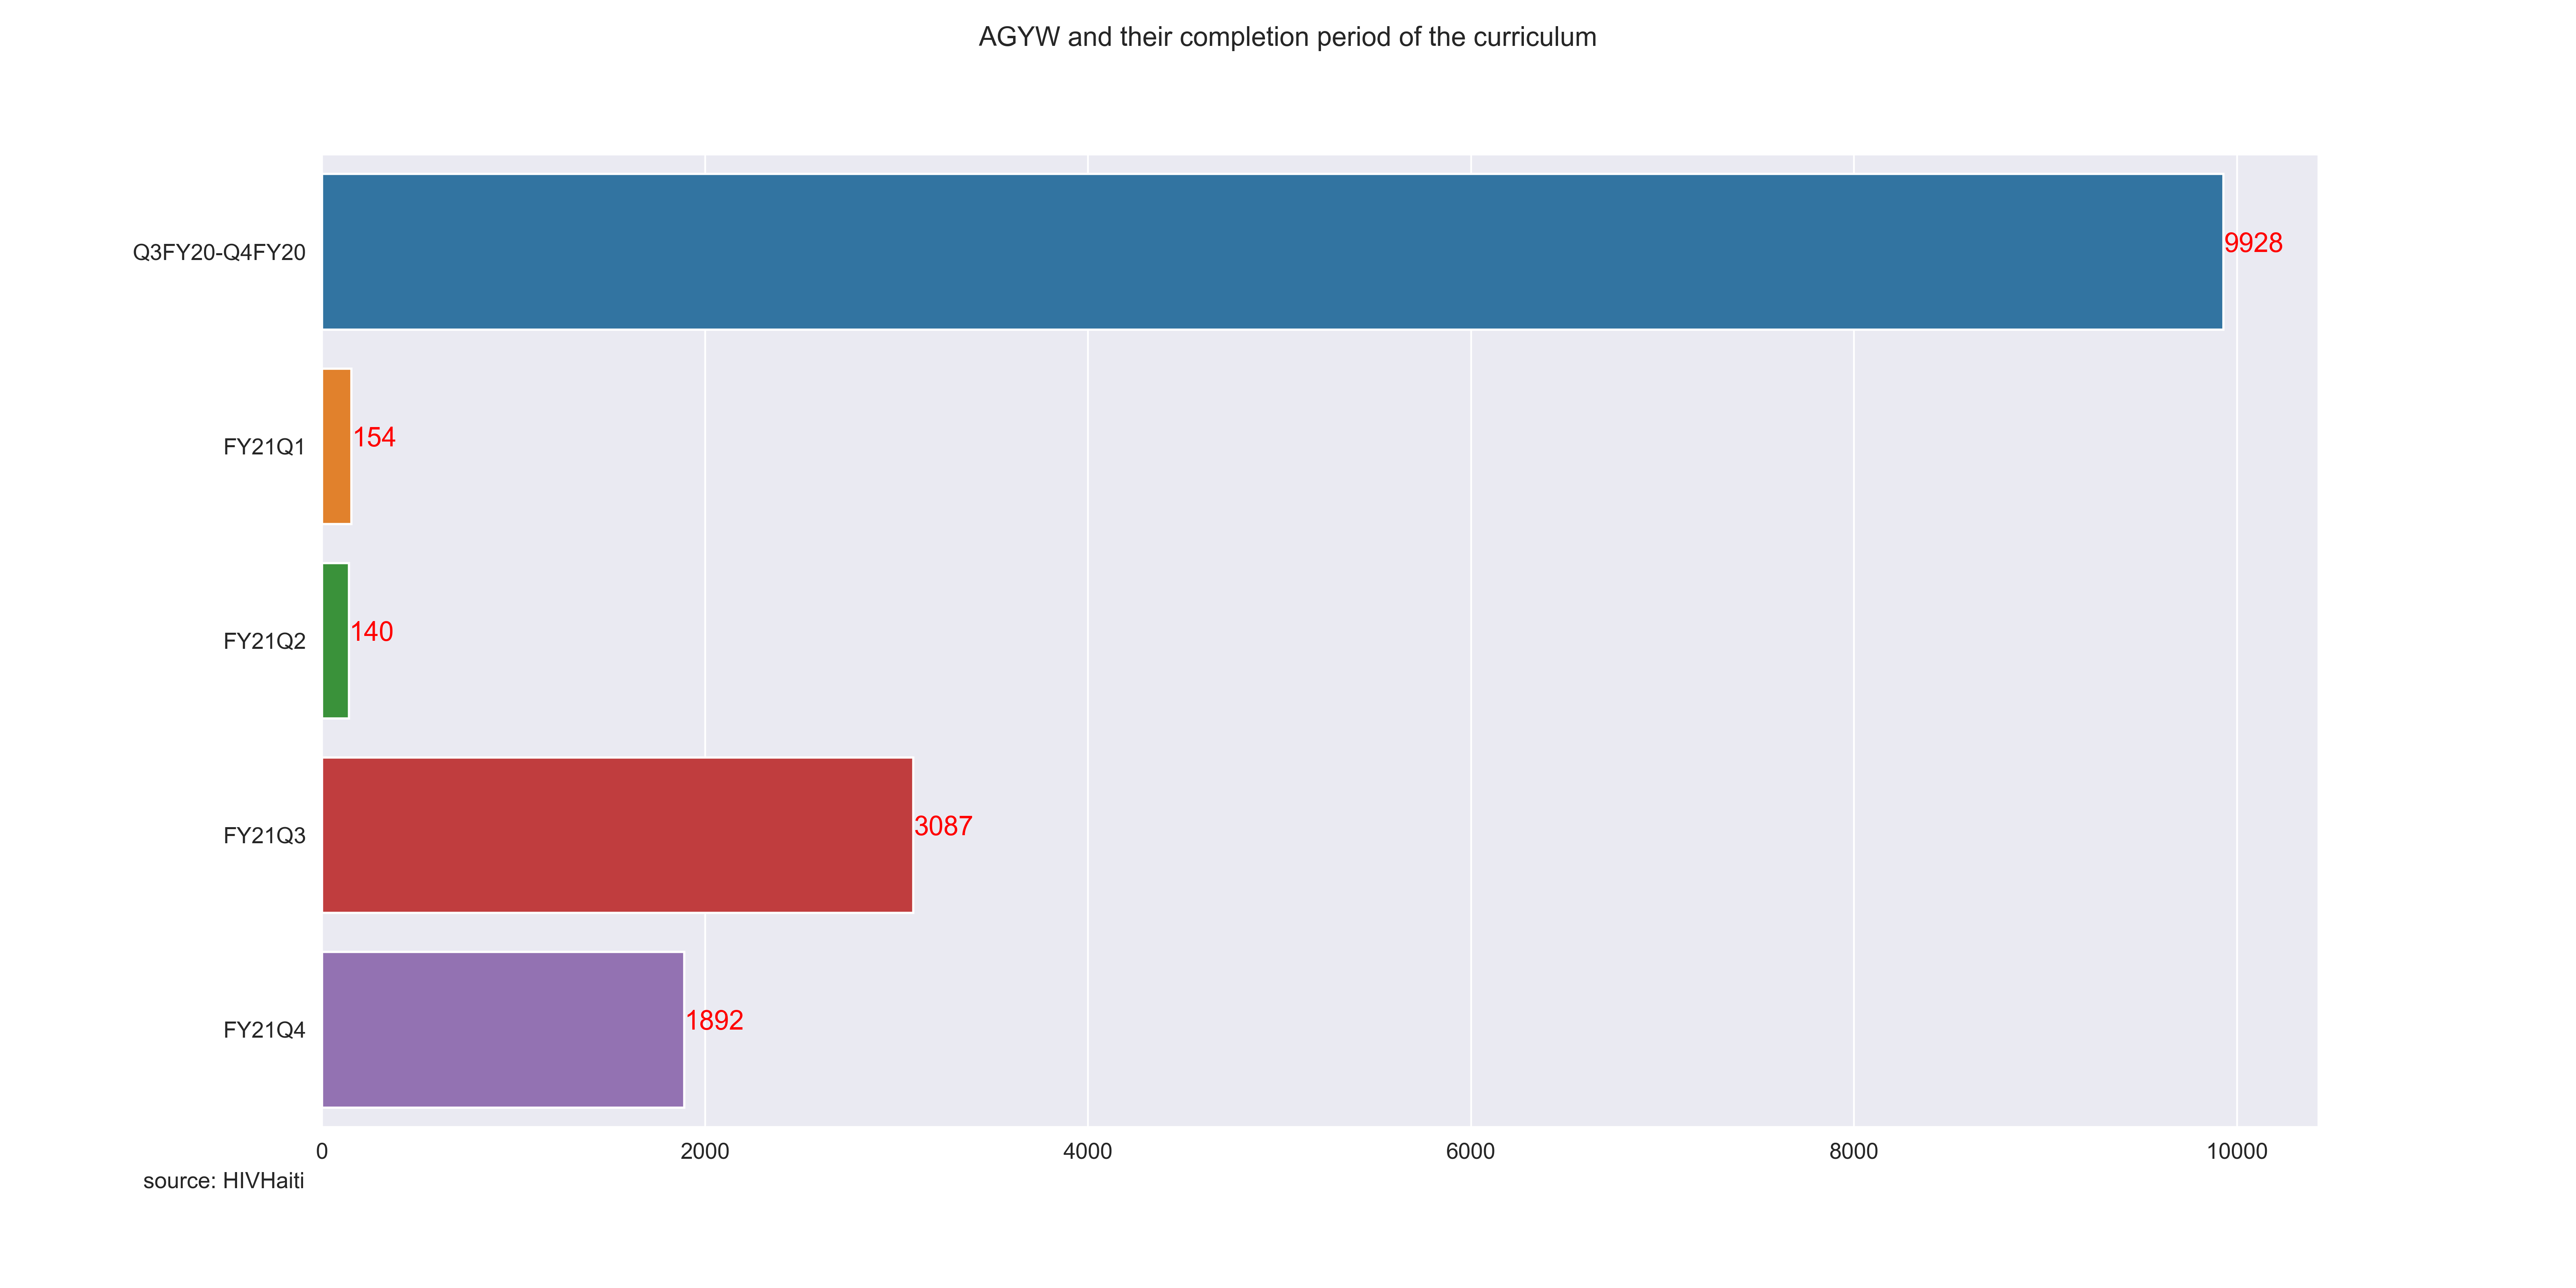 AGYW and their completion period of the curriculum
Q3FY20-Q4FY20
9928
FY21Q1
154
FY21Q2
140
FY21Q3
3087
FY21Q4
1892
0 2000 4000 6000 8000 10000
source: HIVHaiti